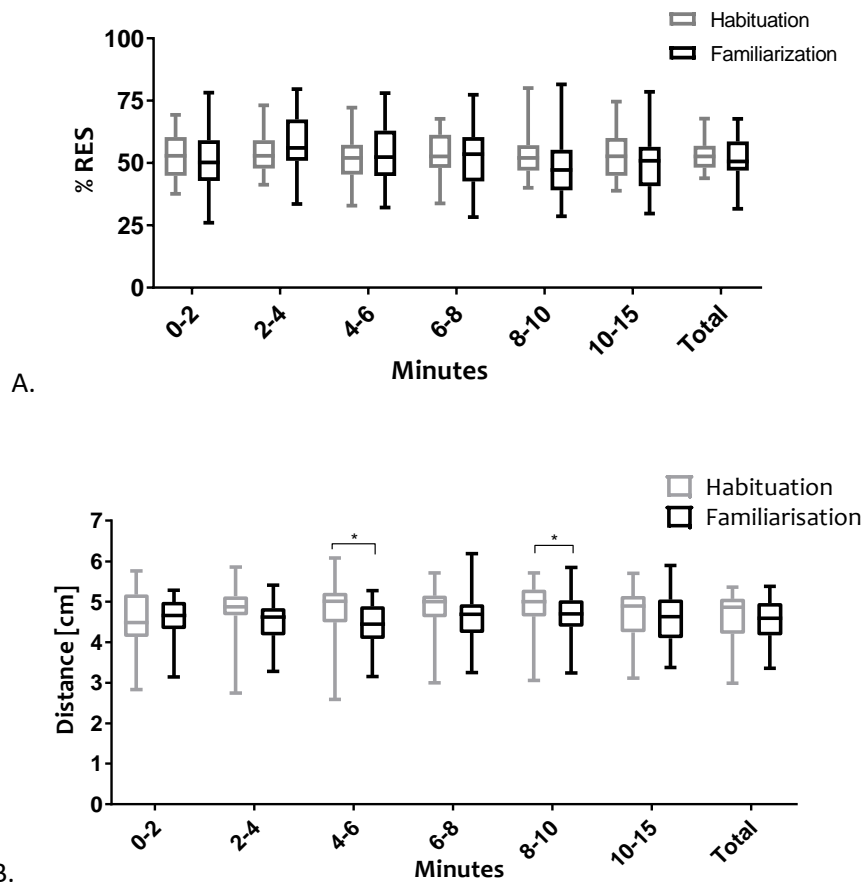 Habituation
Familiarization
100
75
50
25
0
% RES
0-2
2-4
4-6
6-8
8-10
10-15
Total
Minutes
A.
Habituation
Familiarisation
7
6
5
4
3
2
1
0
Distance [cm]
*
*
0-2
2-4
4-6
6-8
8-10
10-15
Total
Minutes
B.